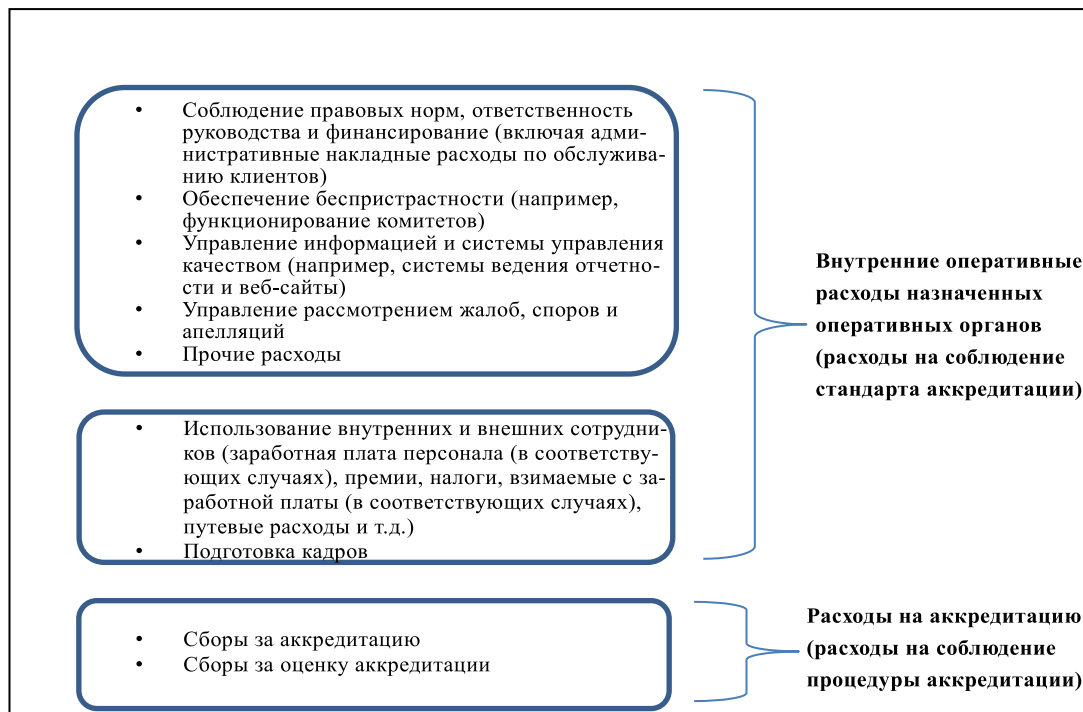 • Соблюдение правовых норм, ответственность
руководства и финансирование (включая адми-
нистративные накладные расходы по обслужива-
нию клиентов)
• Обеспечение беспристрастности (например,
функционирование комитетов)
• Управление информацией и системы управления
качеством (например, системы ведения отчетно-
сти и веб-сайты)
• Управление рассмотрением жалоб, споров и
апелляций
• Прочие расходы
• Использование внутренних и внешних сотрудни-
ков (заработная плата персонала (в соответству-
ющих случаях), премии, налоги, взимаемые с за-
работной платы (в соответствующих случаях),
путевые расходы и т.д.)
• Подготовка кадров
Внутренние оперативные
расходы назначенных
оперативных органов
(расходы на соблюдение
стандарта аккредитации)
• Сборы за аккредитацию
• Сборы за оценку аккредитации
Расходы на аккредитацию
(расходы на соблюдение
процедуры аккредитации)